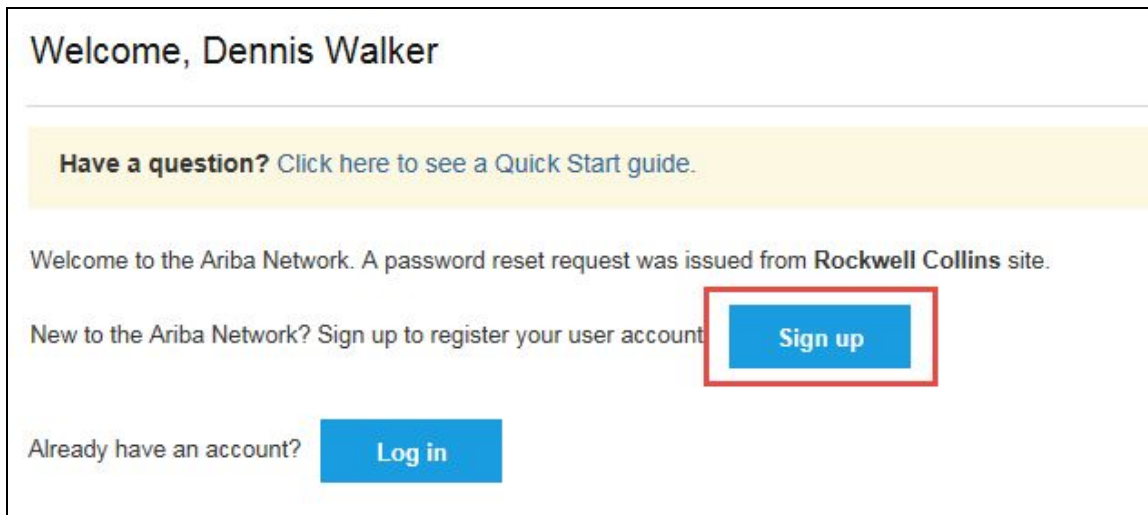 Welcome, Dennis Walker
Have a question? Click here to see a Quick Start guide.
Welcome to the Ariba Network. A password reset request was issued from Rockwell Collins site.
New to the Ariba Network? Sign up to register your user account
Sign up
Already have an account?
Log in